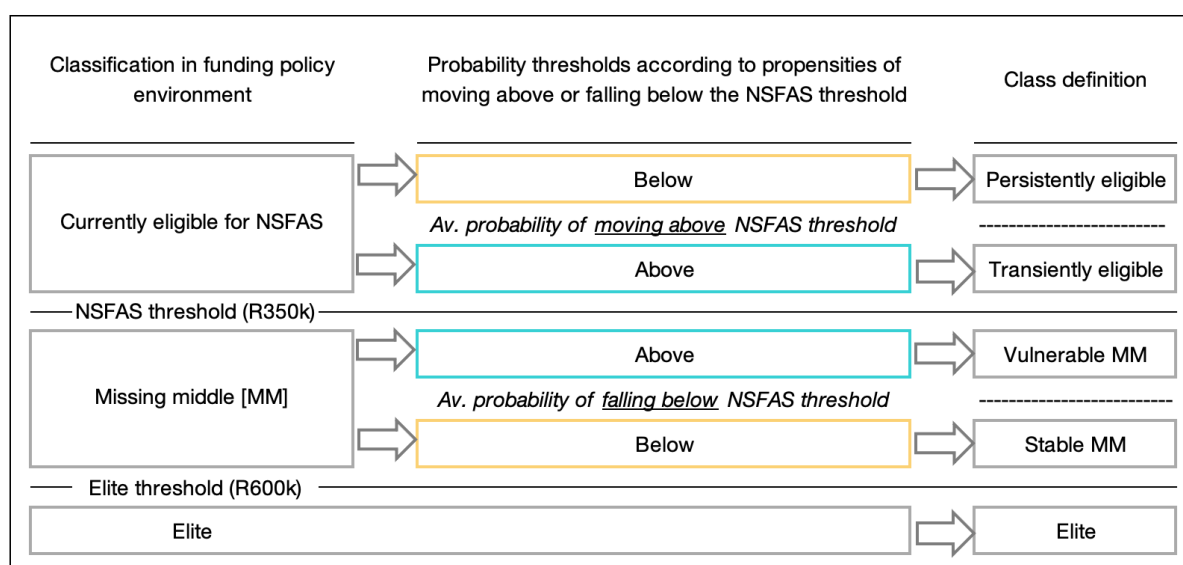 Classification in funding policy
environment
Probability thresholds according to propensities of
moving above or falling below the NSFAS threshold
Class definition
Currently eligible for NSFAS
Below
Persistently eligible
Av. probability of moving above NSFAS threshold
Above
Transiently eligible
NSFAS threshold (R350k)
Missing middle [MM]
Above
Vulnerable MM
Av. probability of falling below NSFAS threshold
Below
Stable MM
Elite threshold (R600k)
Elite
Elite